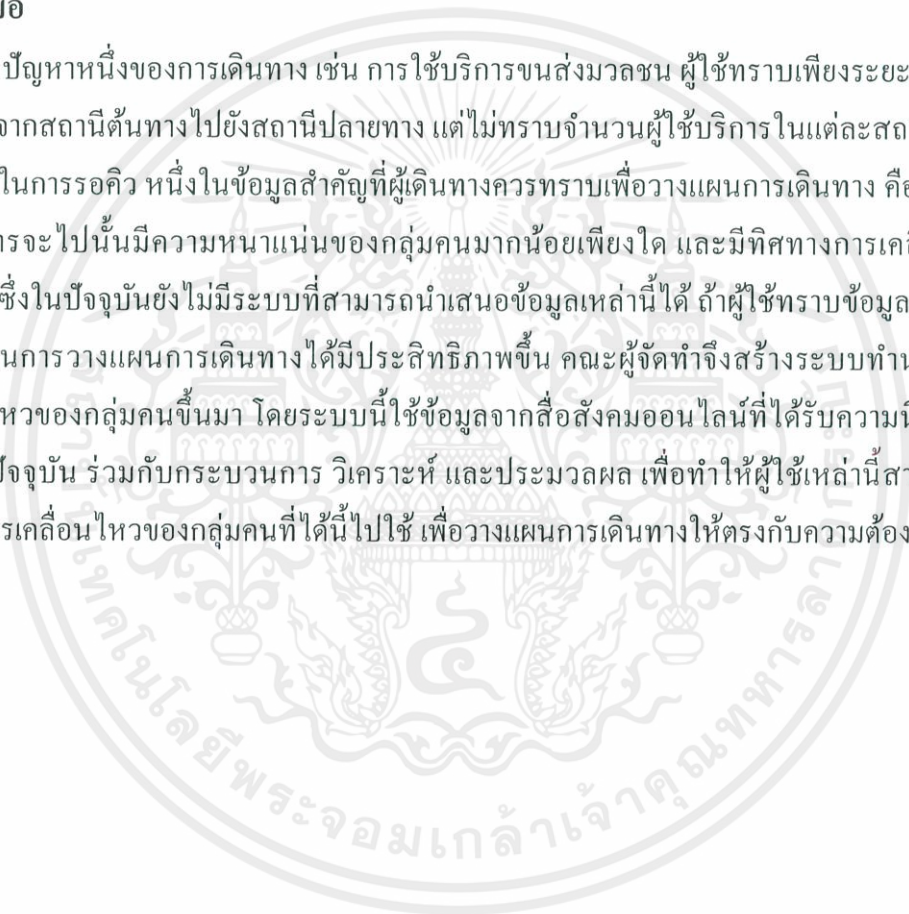 ปัญหาหนึ่งของการเดินทาง เช่น การใช้บริการขนส่งมวลชน ผู้ใช้ทราบเพียงระยะ
จากสถานีต้นทางไปยังสถานีปลายทาง แต่ไม่ทราบจำนวนผู้ใช้บริการในแต่ละสถ
ในการรอคิว หนึ่งในข้อมูลสำคัญที่ผู้เดินทางควรทราบเพื่อวางแผนการเดินทาง คือ
ารจะไปนั้นมีความหนาแน่นของกลุ่มคนมากน้อยเพียงใด และมีทิศทางการเคลื
ซึ่งในปัจจุบันยังไม่มีระบบที่สามารถนำเสนอข้อมูลเหล่านี้ได้ ถ้าผู้ใช้ทราบข้อมูล
นการวางแผนการเดินทางได้มีประสิทธิภาพขึ้น คณะผู้จัดทำจึงสร้างระบบทำน
หวของกลุ่มคนขึ้นมา โดยระบบนี้ใช้ข้อมูลจากสื่อสังคมออนไลน์ที่ได้รับความนิ
ปัจจุบัน ร่วมกับกระบวนการ วิเคราะห์ และประมวลผล เพื่อทำให้ผู้ใช้เหล่านี้สา
รเคลื่อนไหวของกลุ่มคนที่ได้นี้ไปใช้ เพื่อวางแผนการเดินทางให้ตรงกับความต้อง
เทคโนโลยีพระจอมเกล้าเจ้าคุณทหารลา